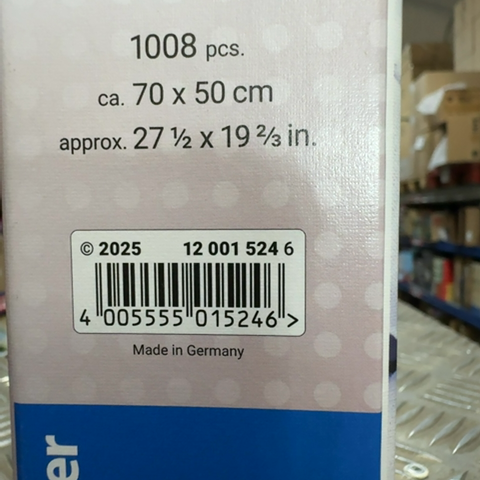 1008 pcs.
ca. 70 x 50 cm
approx. 27 ½ x 19 ⅔ in.
© 2025 12 001 524 6
4 005555 015246 >
Made in Germany
er